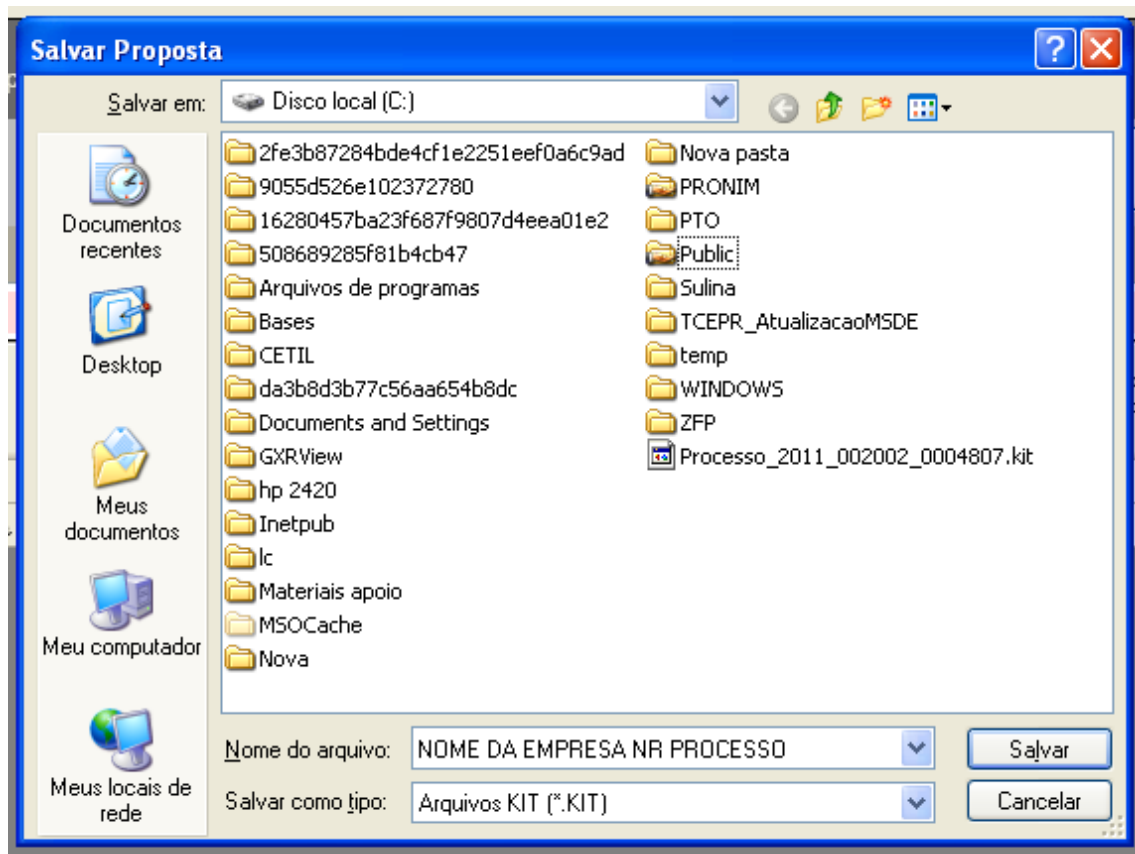 Salvar Proposta
Salvar em:
Disco local (C:)
Documentos
recentes
Desktop
Meus
documentos
Meu computador
Meus locais de
rede
2fe3b87284bde4cf1e2251eef0a6c9ad
9055d526e102372780
16280457ba23f687f9807d4eea01e2
508689285f81b4cb47
Arquivos de programas
Bases
CETIL
da3b8d3b77c56aa654b8dc
Documents and Settings
GXRView
hp 2420
Inetpub
lc
Materiais apoio
MSOCache
Nova
Nova pasta
PRONIM
PTO
Public
Sulina
TCEPR_AtualizacaoMSDE
temp
WINDOWS
ZFP
Processo_2011_002002_0004807.kit
Nome do arquivo:
NOME DA EMPRESA NR PROCESSO
Salvar
Salvar como tipo:
Arquivos KIT (*.KIT)
Cancelar